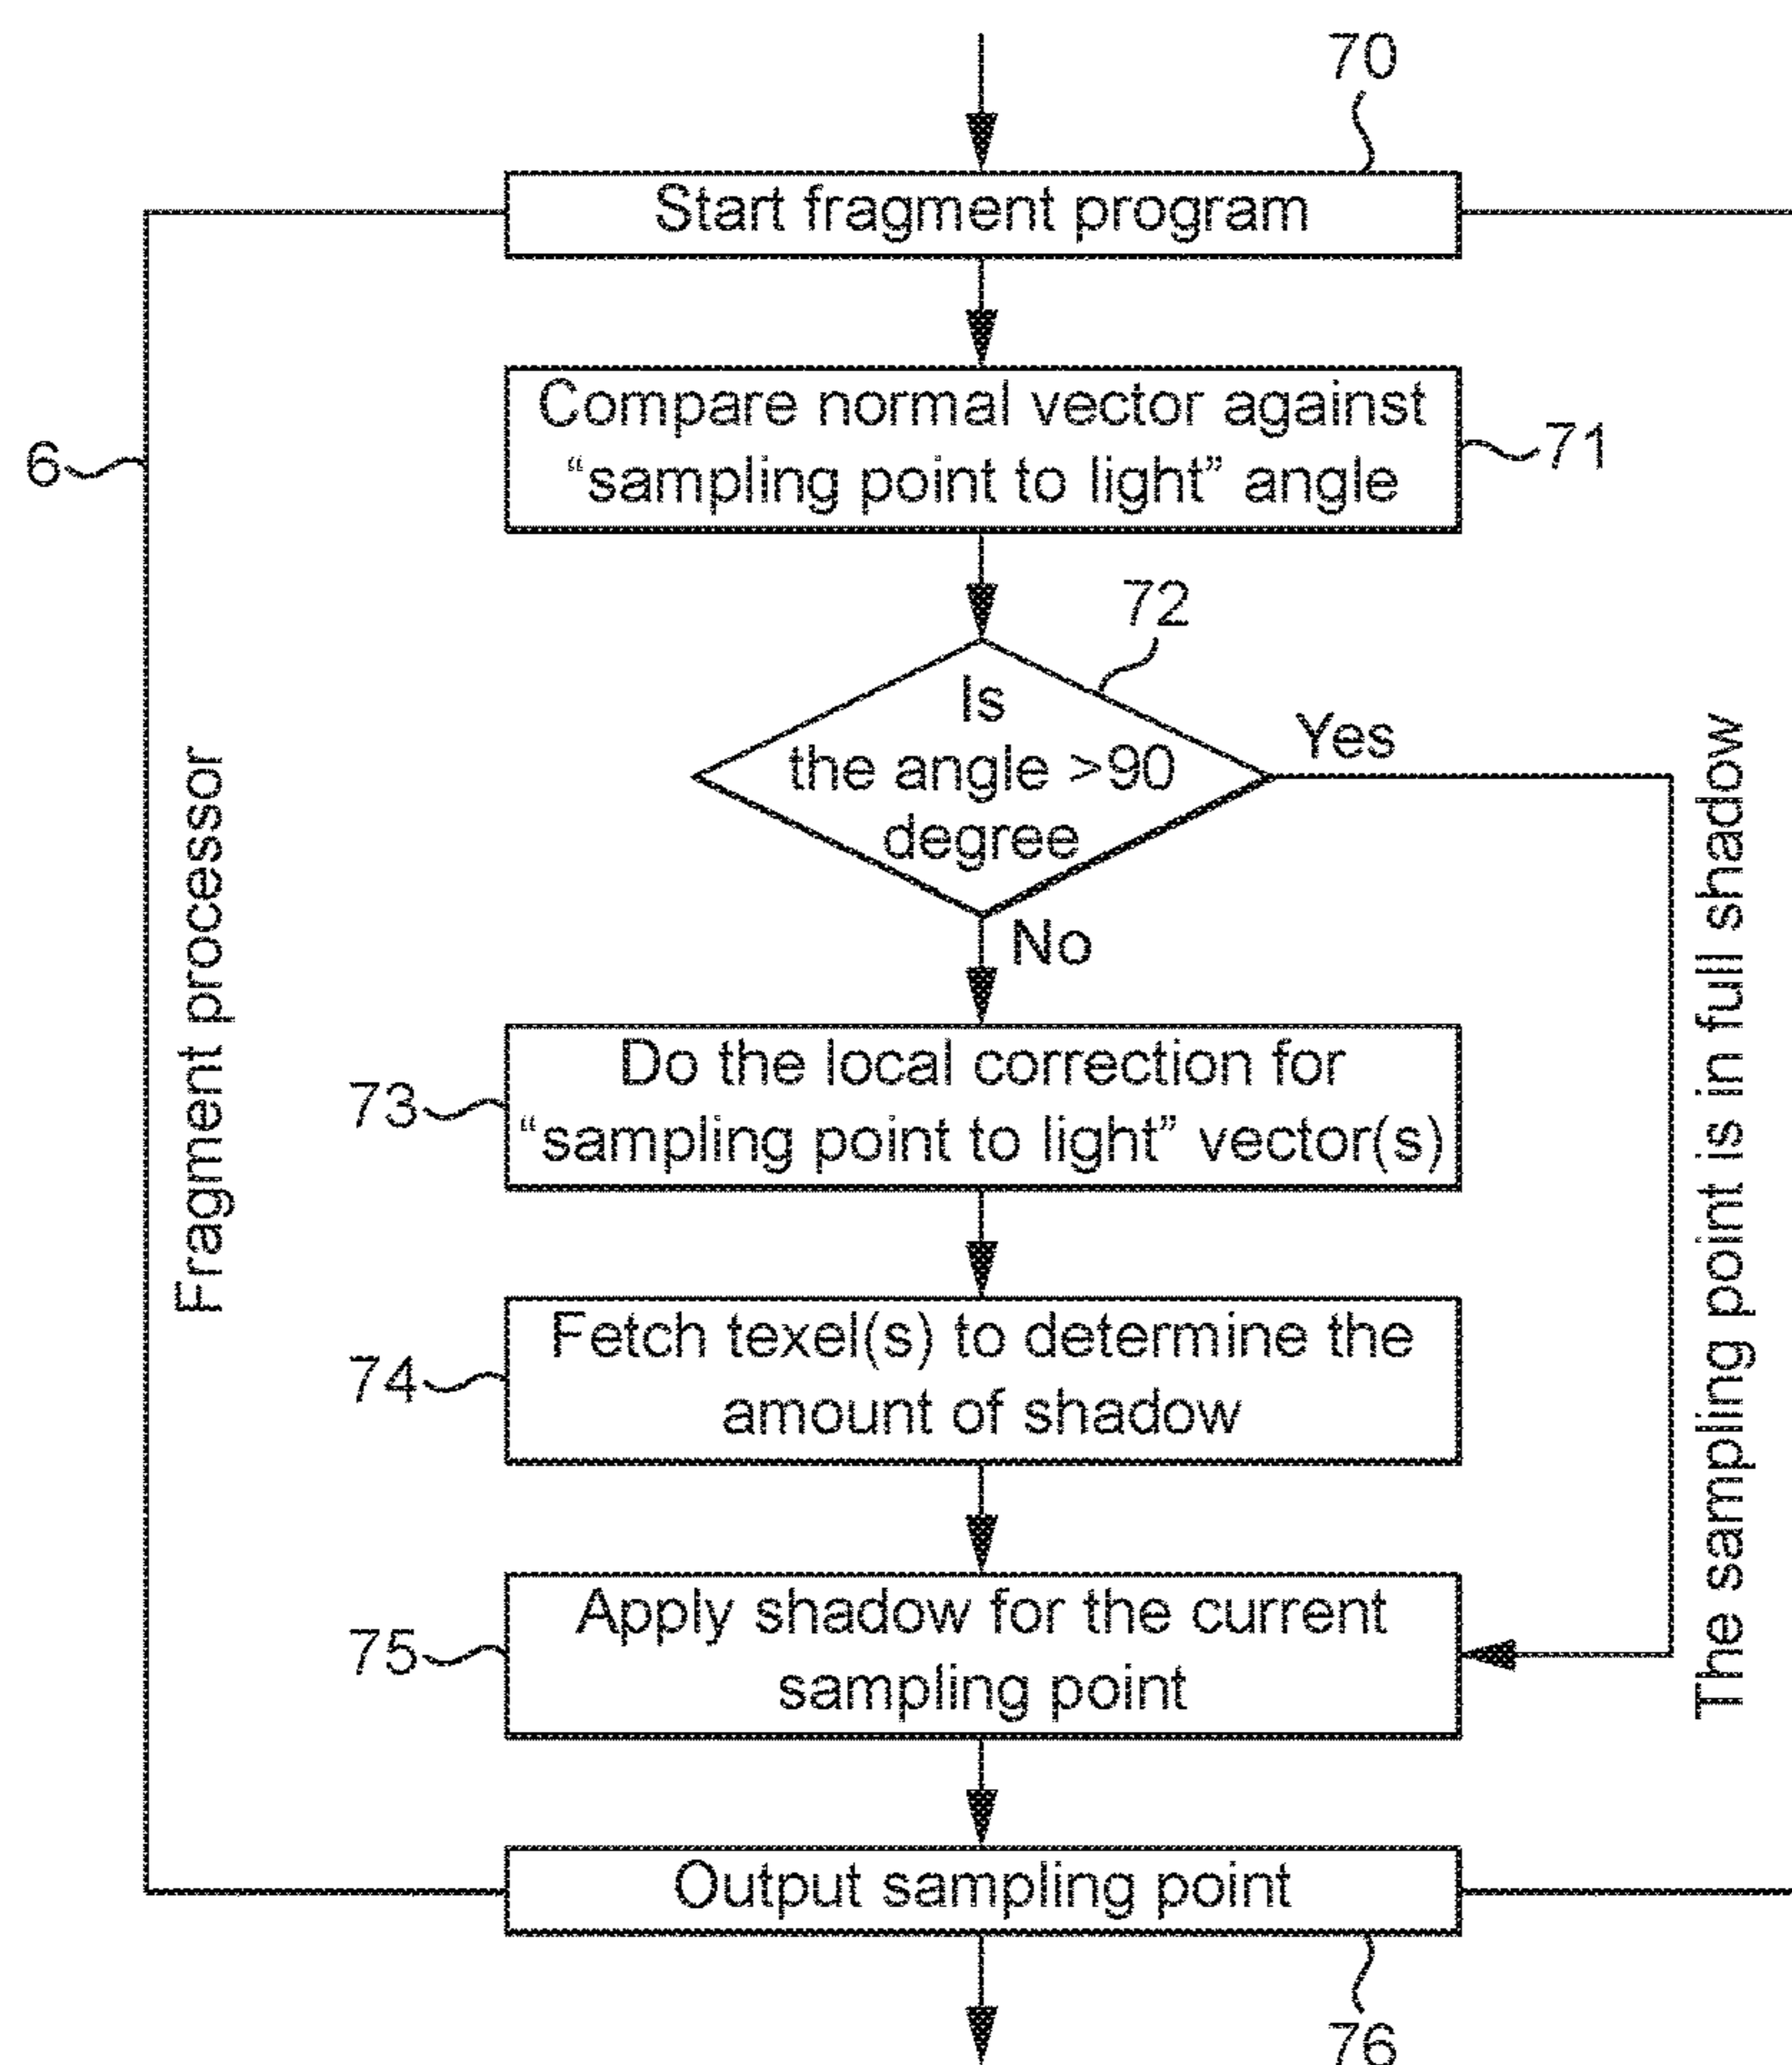 70
Start fragment program
Compare normal vector against
“sampling point to light” angle
71
6
72
Is
the angle >90
degree
Yes
No
Fragment processor
The sampling point is in full shadow
73
Do the local correction for
“sampling point to light” vector(s)
74
Fetch texel(s) to determine the
amount of shadow
75
Apply shadow for the current
sampling point
Output sampling point
76